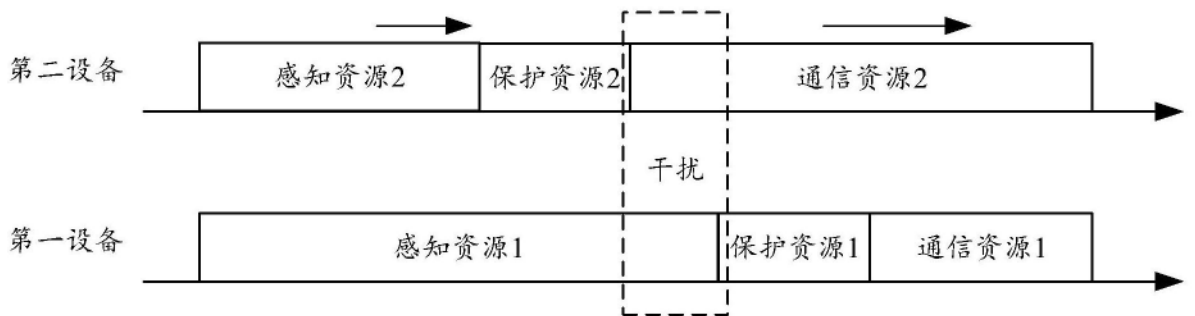 第二设备
感知资源2
保护资源2
通信资源2
干扰
第一设备
感知资源1
保护资源1
通信资源1